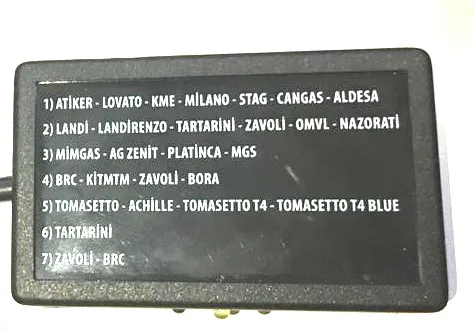 1) ATİKER - LOVATO - KME - MİLANO - STAG - CANGAS - ALDESA
2) LANDİ - LANDİRENZO - TARTARİNİ - ZAVOLİ - OMVL - NAZORATİ
3) MİMGAS - AG ZENİT - PLATİNCA - MGS
4) BRC - KİTMTM - ZAVOLİ - BORA
5) TOMASETTO - ACHİLLE - TOMASETTO T4 - TOMASETTO T4 BLUE
6) TARTARİNİ
7) ZAVOLİ - BRC